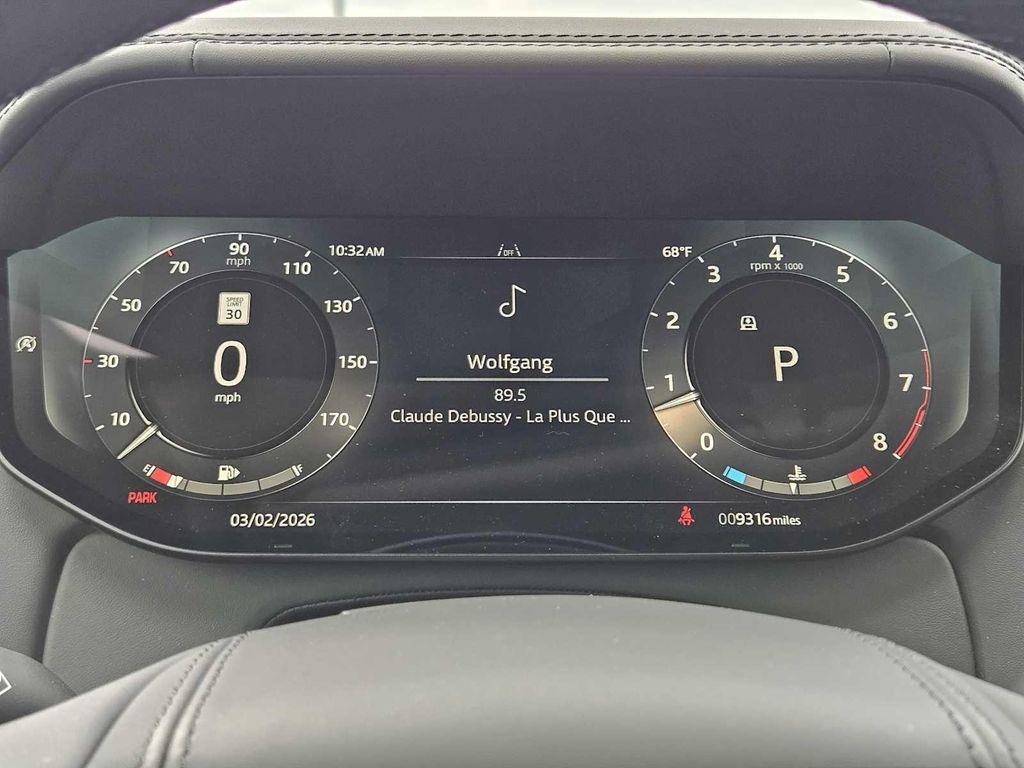 10:32AM
OFF
68°F
10
30
50
70
90
mph
110
130
150
170
SPEED
LIMIT
30
0
mph
E
F
PARK
03/02/2026
Wolfgang
89.5
Claude Debussy - La Plus Que ...
0
1
2
3
4
5
6
7
8
rpm x 1000
P
009316 miles